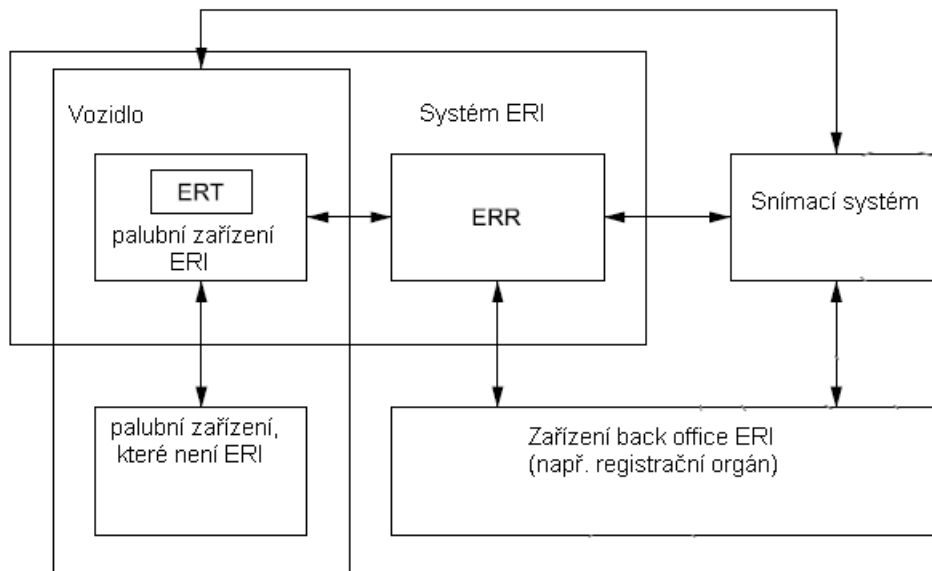 Vozidlo
Systém ERI
ERT
palubní zařízení
ERI
ERR
Snímací systém
palubní zařízení,
které není ERI
Zařízení back office ERI
(např. registrační orgán)